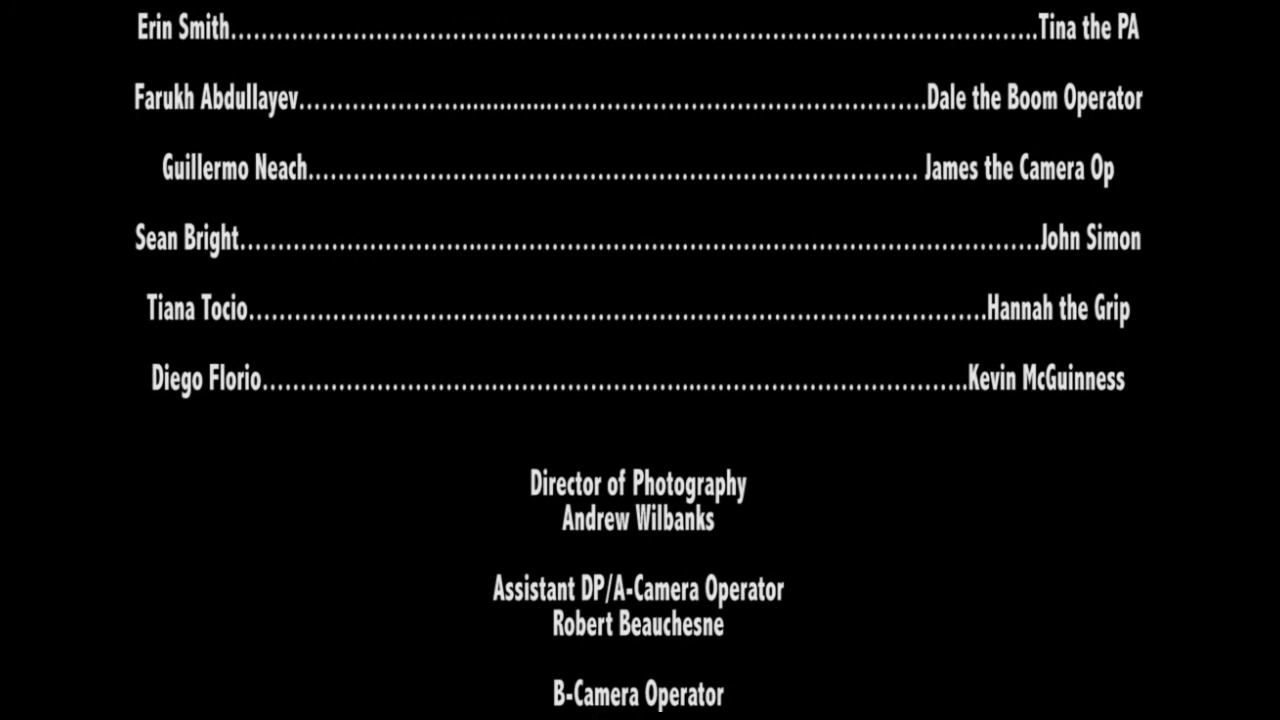 Erin Smith……………………………………………………………………………………………….Tina the PA
Farukh Abdullayev…………………............………………………………………….Dale the Boom Operator
Guillermo Neach……………………………………………………………………… James the Camera Op
Sean Bright……………………………………………………………………………………………John Simon
Tiana Tocio……………………………………………………………………………………Hannah the Grip
Diego Florio………………………………………………...…………………………….Kevin McGuinness
Director of Photography
Andrew Wilbanks
Assistant DP/A-Camera Operator
Robert Beauchesne
B-Camera Operator